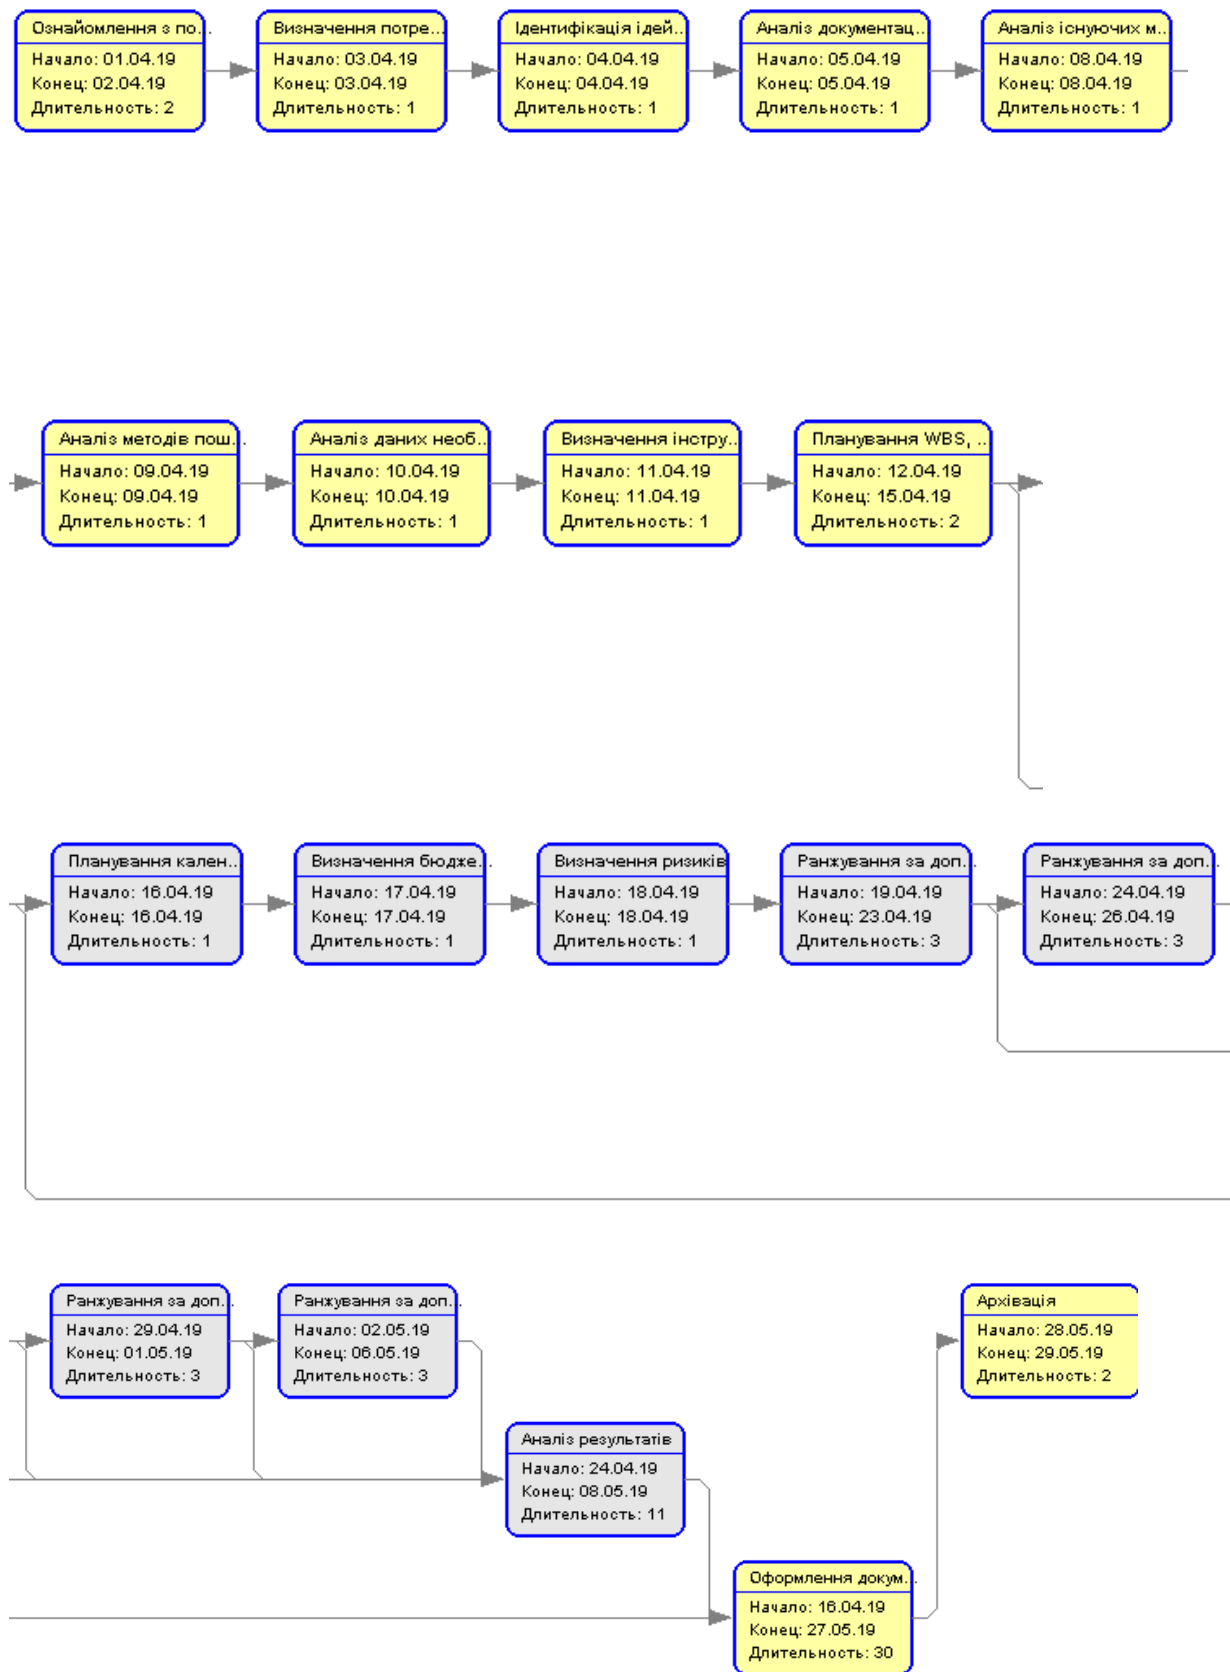 Ознайомлення з по...
Начало: 01.04.19
Конец: 02.04.19
Длительность: 2
Визначення потре...
Начало: 03.04.19
Конец: 03.04.19
Длительность: 1
Ідентифікація ідей...
Начало: 04.04.19
Конец: 04.04.19
Длительность: 1
Аналіз документац...
Начало: 05.04.19
Конец: 05.04.19
Длительность: 1
Аналіз існуючих м...
Начало: 08.04.19
Конец: 08.04.19
Длительность: 1
Аналіз методів пош...
Начало: 09.04.19
Конец: 09.04.19
Длительность: 1
Аналіз даних необ...
Начало: 10.04.19
Конец: 10.04.19
Длительность: 1
Визначення інстру...
Начало: 11.04.19
Конец: 11.04.19
Длительность: 1
Планування WBS, ...
Начало: 12.04.19
Конец: 15.04.19
Длительность: 2
Планування кален...
Начало: 16.04.19
Конец: 16.04.19
Длительность: 1
Визначення бюдже...
Начало: 17.04.19
Конец: 17.04.19
Длительность: 1
Визначення ризиків
Начало: 18.04.19
Конец: 18.04.19
Длительность: 1
Ранжування за доп...
Начало: 19.04.19
Конец: 23.04.19
Длительность: 3
Ранжування за доп...
Начало: 24.04.19
Конец: 26.04.19
Длительность: 3
Ранжування за доп...
Начало: 29.04.19
Конец: 01.05.19
Длительность: 3
Ранжування за доп...
Начало: 02.05.19
Конец: 06.05.19
Длительность: 3
Архівація
Начало: 28.05.19
Конец: 29.05.19
Длительность: 2
Аналіз результатів
Начало: 24.04.19
Конец: 08.05.19
Длительность: 11
Оформлення докум...
Начало: 16.04.19
Конец: 27.05.19
Длительность: 30